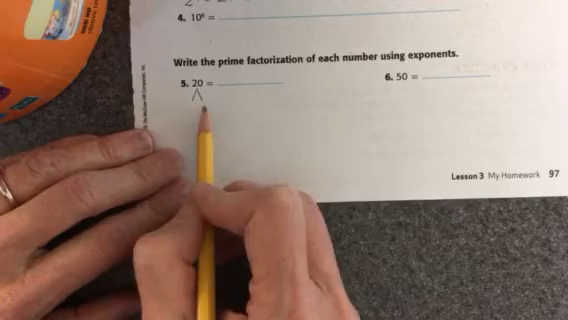 4. 10⁶ =
Write the prime factorization of each number using exponents.
5. 20 =
6. 50 =
Lesson 3 My Homework 97